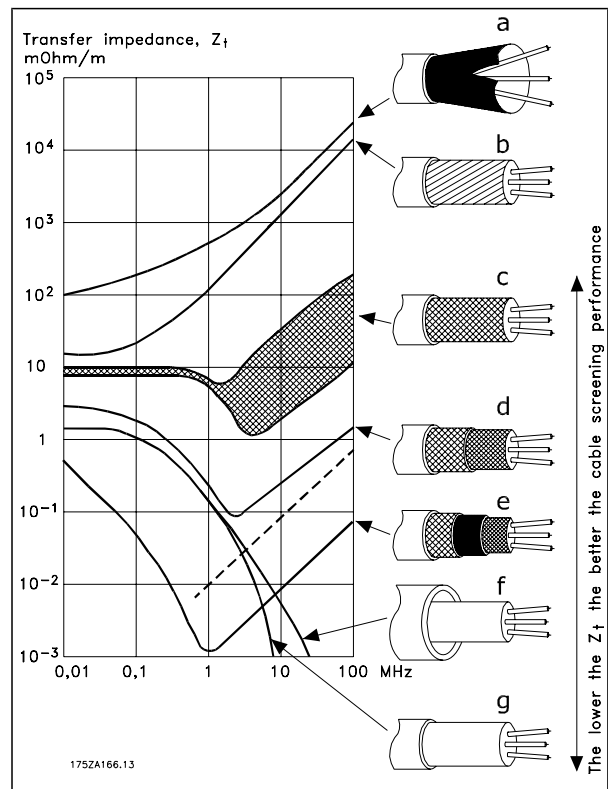 Transfer impedance, Zt
mOhm/m
10⁵
10⁴
10³
10²
10
1
10⁻¹
10⁻²
10⁻³
0,01
0,1
1
10
100
MHz
a
b
c
d
e
f
g
The lower the Zt the better the cable screening performance
175ZA166.13